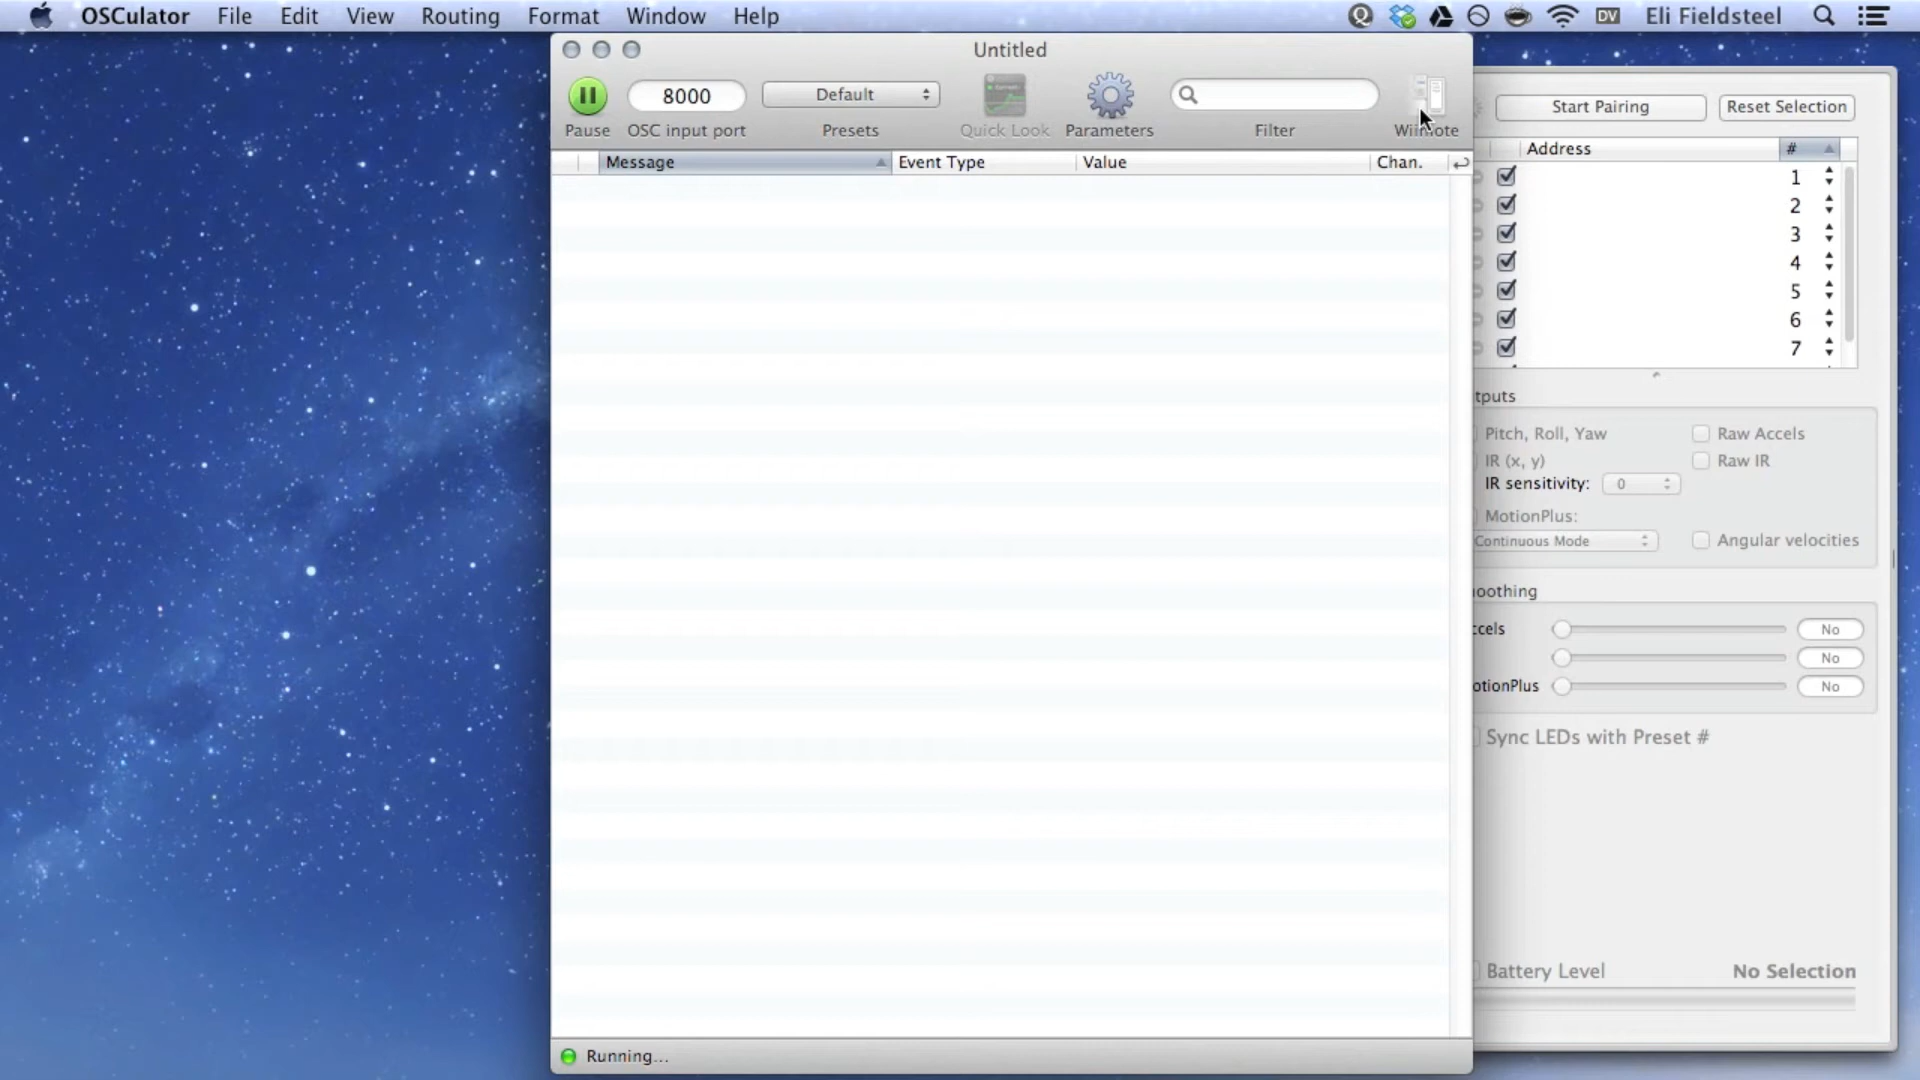 OSCulator File Edit View Routing Format Window Help DV Eli Fieldsteel
Untitled
8000 Default
Pause OSC input port Presets Quick Look Parameters Filter Wiimote
Message Event Type Value Chan.
Running...
Start Pairing Reset Selection
Address #
1
2
3
4
5
6
7
tputs
Pitch, Roll, Yaw Raw Accels
IR (x, y) Raw IR
IR sensitivity: 0
MotionPlus:
Continuous Mode Angular velocities
oothing
ccels No
No
otionPlus No
Sync LEDs with Preset #
Battery Level No Selection